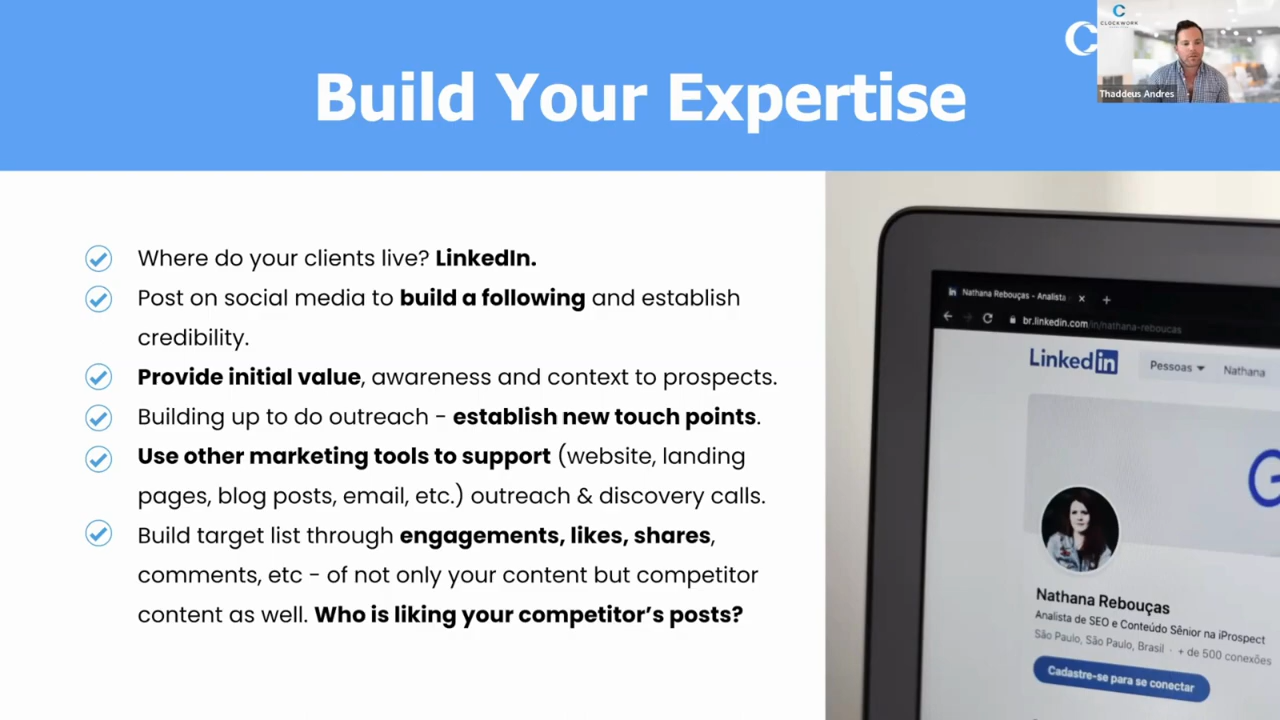 CLOCKWORK
Thaddeus Andres
Build Your Expertise
Where do your clients live? LinkedIn.
Post on social media to build a following and establish
credibility.
Provide initial value, awareness and context to prospects.
Building up to do outreach - establish new touch points.
Use other marketing tools to support (website, landing
pages, blog posts, email, etc.) outreach & discovery calls.
Build target list through engagements, likes, shares,
comments, etc - of not only your content but competitor
content as well. Who is liking your competitor’s posts?
in Nathana Rebouças - Analista
br.linkedin.com/in/nathana-reboucas
Linkedin
Pessoas
Nathana
Nathana Rebouças
Analista de SEO e Conteúdo Sênior na iProspect
São Paulo, São Paulo, Brasil · + de 500 conexões
Cadastre-se para se conectar